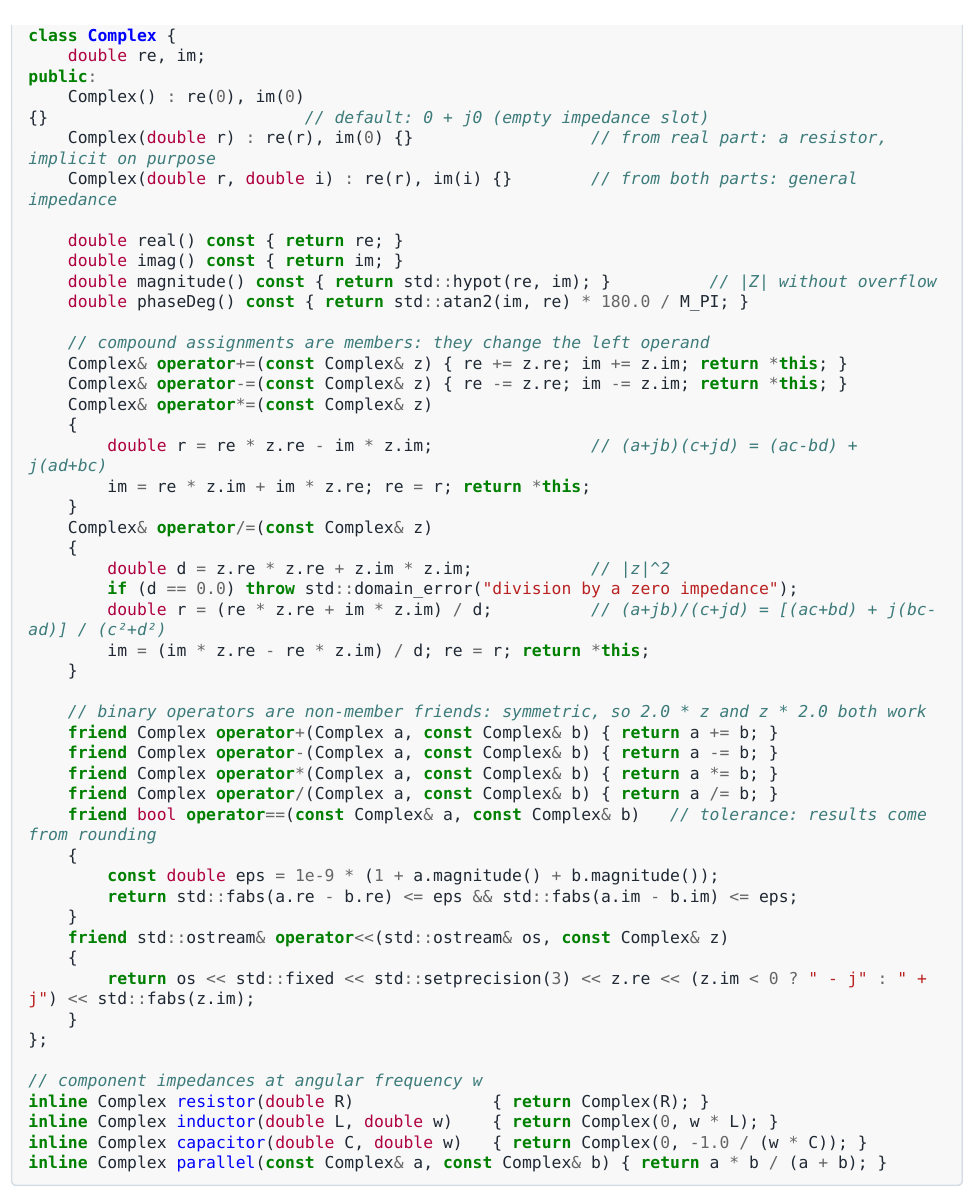 class Complex {
    double re, im;
public:
    Complex() : re(0), im(0)
{}                          // default: 0 + j0 (empty impedance slot)
    Complex(double r) : re(r), im(0) {}                  // from real part: a resistor,
implicit on purpose
    Complex(double r, double i) : re(r), im(i) {}        // from both parts: general
impedance

    double real() const { return re; }
    double imag() const { return im; }
    double magnitude() const { return std::hypot(re, im); }          // |Z| without overflow
    double phaseDeg() const { return std::atan2(im, re) * 180.0 / M_PI; }

    // compound assignments are members: they change the left operand
    Complex& operator+=(const Complex& z) { re += z.re; im += z.im; return *this; }
    Complex& operator-=(const Complex& z) { re -= z.re; im -= z.im; return *this; }
    Complex& operator*=(const Complex& z)
    {
        double r = re * z.re - im * z.im;                // (a+jb)(c+jd) = (ac-bd) +
j(ad+bc)
        im = re * z.im + im * z.re; re = r; return *this;
    }
    Complex& operator/=(const Complex& z)
    {
        double d = z.re * z.re + z.im * z.im;            // |z|^2
        if (d == 0.0) throw std::domain_error("division by a zero impedance");
        double r = (re * z.re + im * z.im) / d;          // (a+jb)/(c+jd) = [(ac+bd) + j(bc-
ad)] / (c²+d²)
        im = (im * z.re - re * z.im) / d; re = r; return *this;
    }

    // binary operators are non-member friends: symmetric, so 2.0 * z and z * 2.0 both work
    friend Complex operator+(Complex a, const Complex& b) { return a += b; }
    friend Complex operator-(Complex a, const Complex& b) { return a -= b; }
    friend Complex operator*(Complex a, const Complex& b) { return a *= b; }
    friend Complex operator/(Complex a, const Complex& b) { return a /= b; }
    friend bool operator==(const Complex& a, const Complex& b)   // tolerance: results come
from rounding
    {
        const double eps = 1e-9 * (1 + a.magnitude() + b.magnitude());
        return std::fabs(a.re - b.re) <= eps && std::fabs(a.im - b.im) <= eps;
    }
    friend std::ostream& operator<<(std::ostream& os, const Complex& z)
    {
        return os << std::fixed << std::setprecision(3) << z.re << (z.im < 0 ? " - j" : " +
j") << std::fabs(z.im);
    }
};

// component impedances at angular frequency w
inline Complex resistor(double R)              { return Complex(R); }
inline Complex inductor(double L, double w)    { return Complex(0, w * L); }
inline Complex capacitor(double C, double w)   { return Complex(0, -1.0 / (w * C)); }
inline Complex parallel(const Complex& a, const Complex& b) { return a * b / (a + b); }